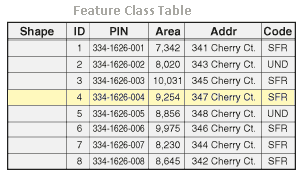 Feature Class Table
Shape ID PIN Area Addr Code
1 334-1626-001 7,342 341 Cherry Ct. SFR
2 334-1626-002 8,020 343 Cherry Ct. UND
3 334-1626-003 10,031 345 Cherry Ct. SFR
4 334-1626-004 9,254 347 Cherry Ct. SFR
5 334-1626-005 8,856 348 Cherry Ct. UND
6 334-1626-006 9,975 346 Cherry Ct. SFR
7 334-1626-007 8,230 344 Cherry Ct. SFR
8 334-1626-008 8,645 342 Cherry Ct. SFR